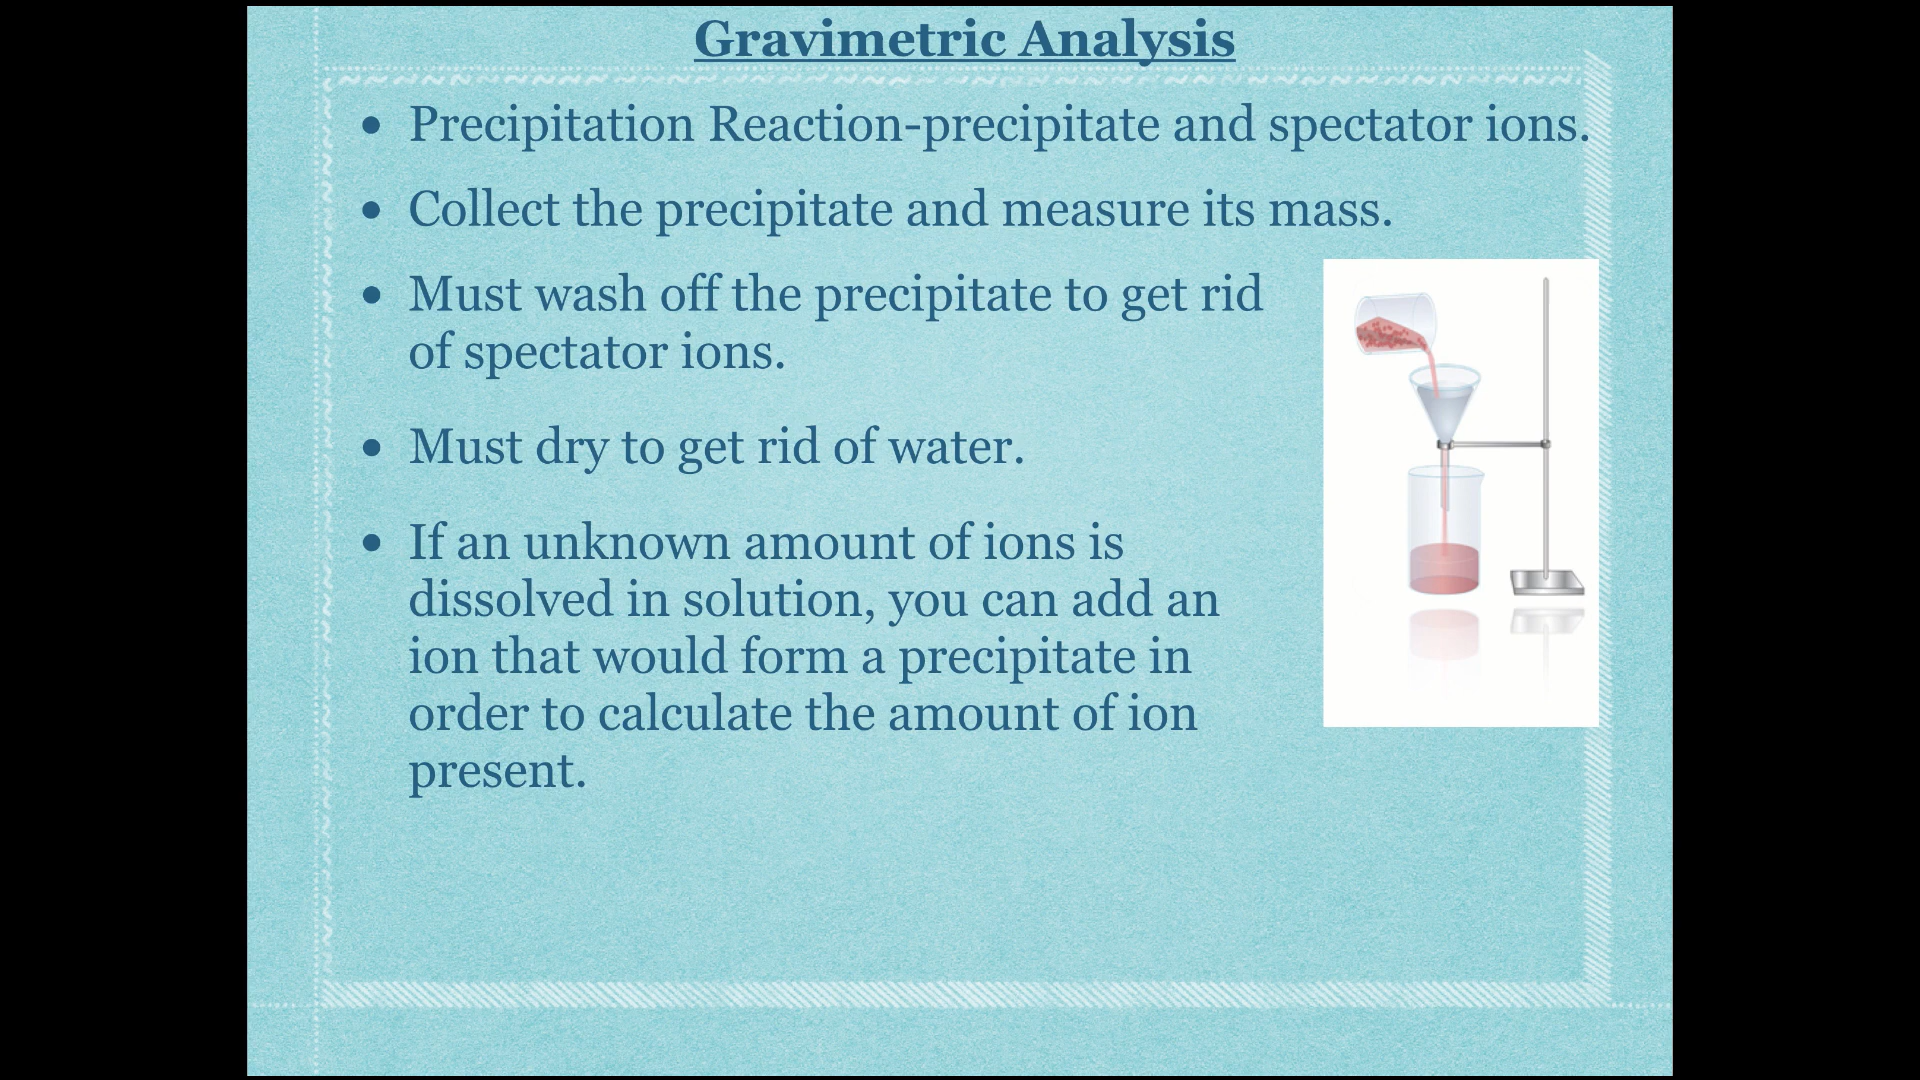 Gravimetric Analysis
• Precipitation Reaction-precipitate and spectator ions.
• Collect the precipitate and measure its mass.
• Must wash off the precipitate to get rid
of spectator ions.
• Must dry to get rid of water.
• If an unknown amount of ions is
dissolved in solution, you can add an
ion that would form a precipitate in
order to calculate the amount of ion
present.